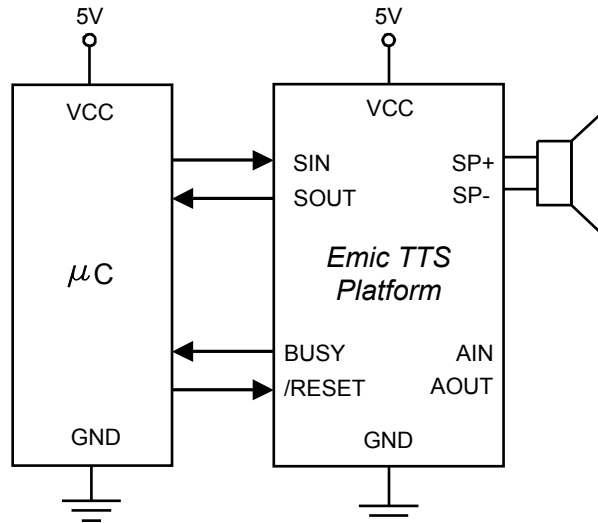 5V
VCC
μC
GND
5V
VCC
SIN
SOUT
SP+
SP-
Emic TTS
Platform
BUSY
/RESET
AIN
AOUT
GND